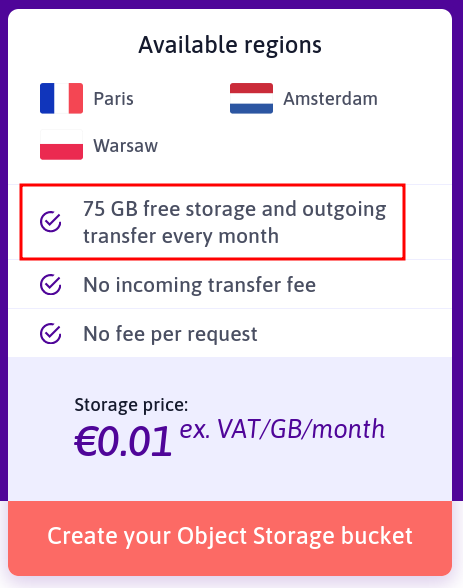 Available regions
Paris
Amsterdam
Warsaw
75 GB free storage and outgoing
transfer every month
No incoming transfer fee
No fee per request
Storage price:
€0.01 ex. VAT/GB/month
Create your Object Storage bucket